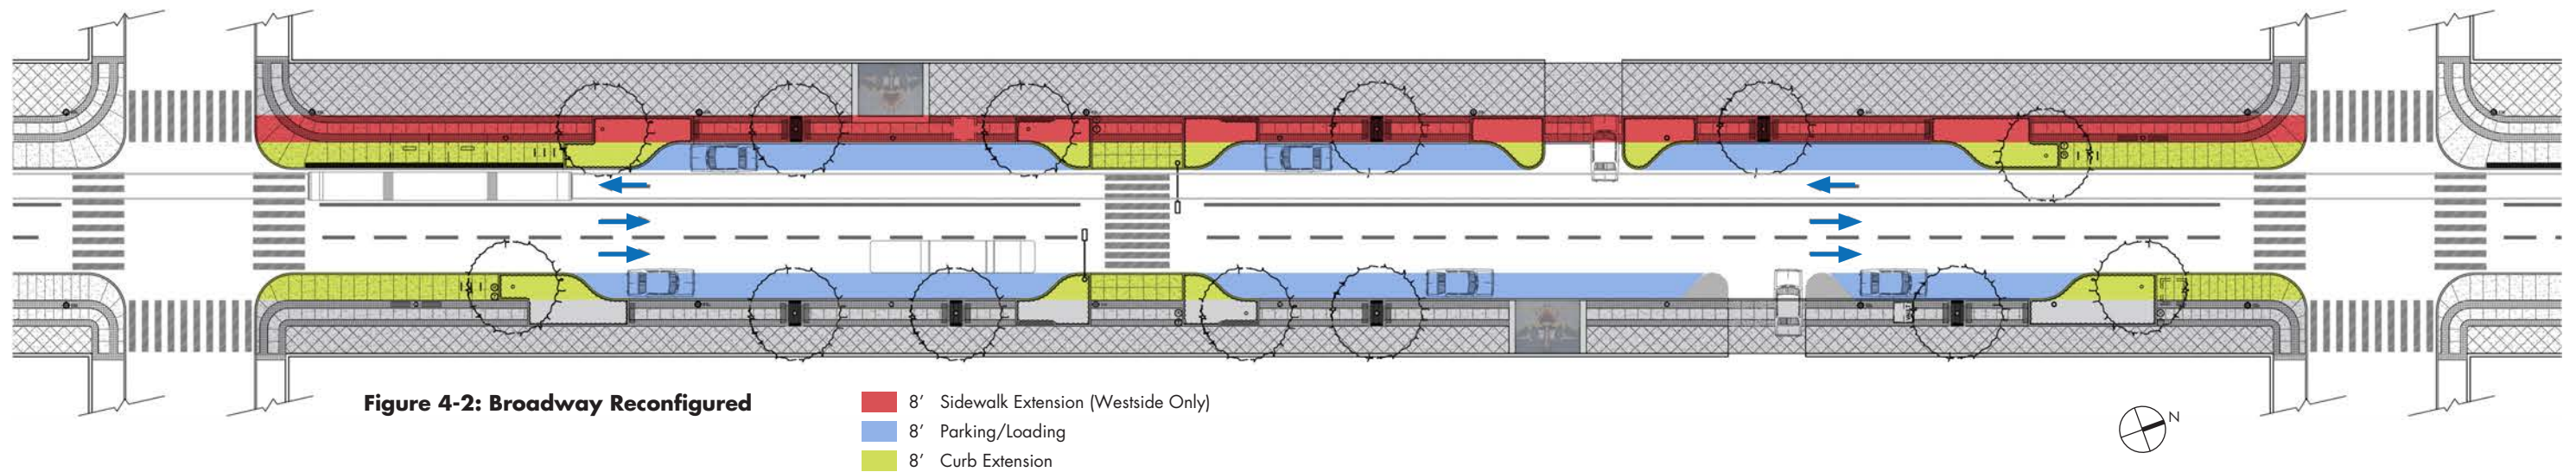 Figure 4-2: Broadway Reconfigured
8’ Sidewalk Extension (Westside Only)
8’ Parking/Loading
8’ Curb Extension
N